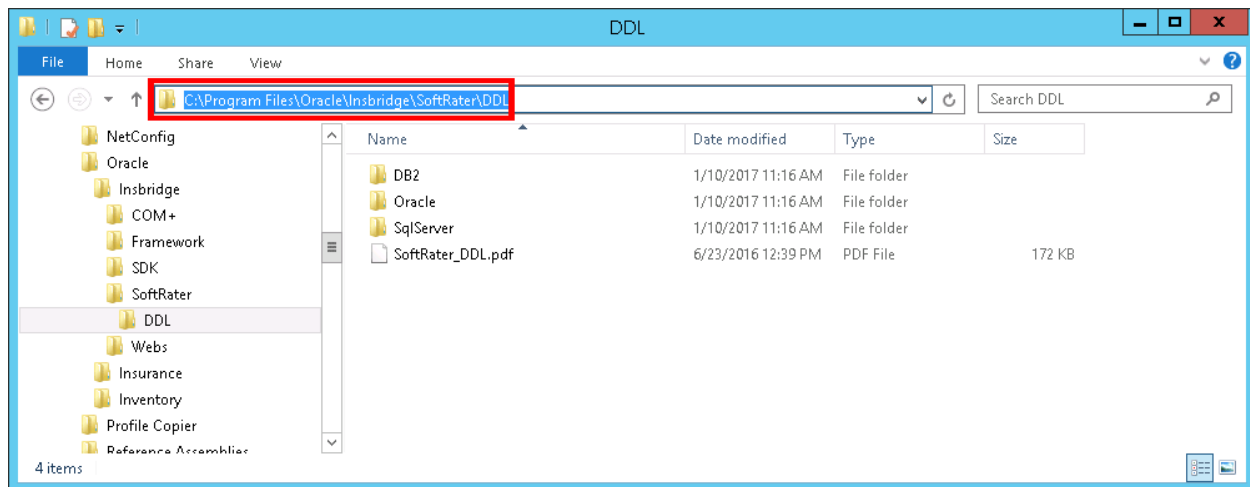 DDL
File Home Share View
C:\Program Files\Oracle\Insbridge\SoftRater\DDL
Search DDL
NetConfig
Oracle
Insbridge
COM+
Framework
SDK
SoftRater
DDL
Webs
Insurance
Inventory
Profile Copier
Reference Assemblies
Name Date modified Type Size
DB2 1/10/2017 11:16 AM File folder
Oracle 1/10/2017 11:16 AM File folder
SqlServer 1/10/2017 11:16 AM File folder
SoftRater_DDL.pdf 6/23/2016 12:39 PM PDF File 172 KB
4 items